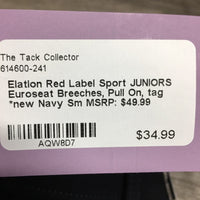 The Tack Collector
614600-241
Elation Red Label Sport JUNIORS
Euroseat Breeches, Pull On, tag
*new Navy Sm MSRP: $49.99
$34.99
AQW8D7